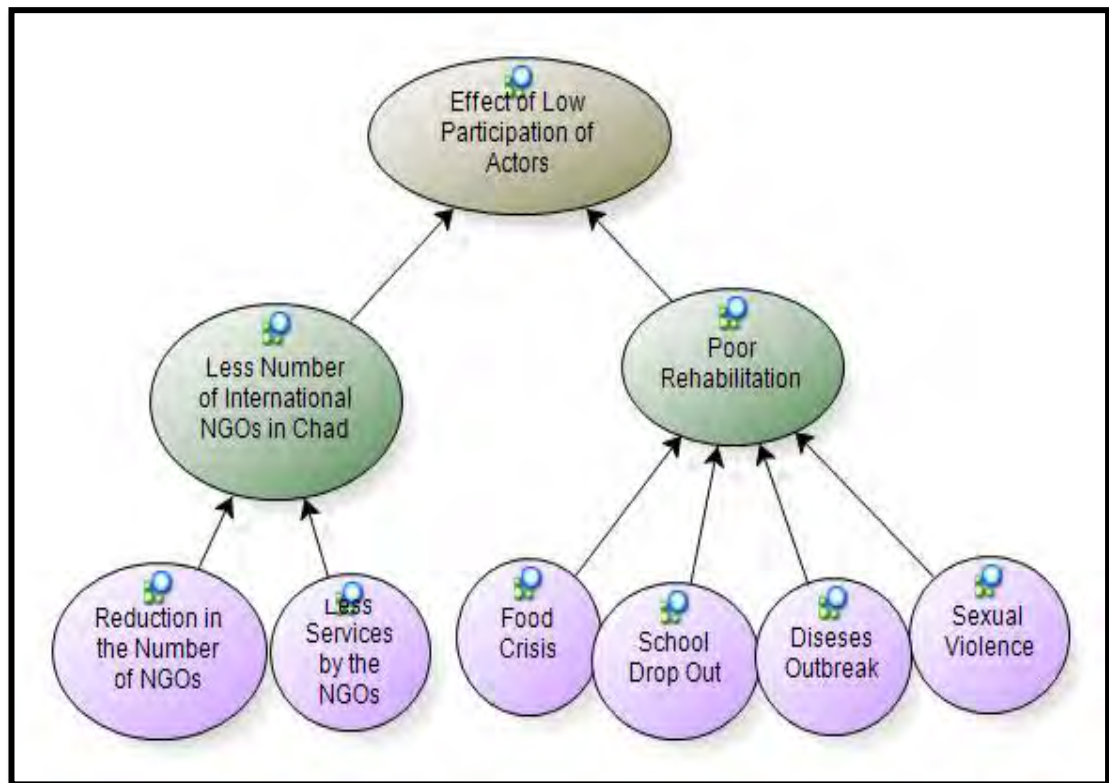 Effect of Low
Participation of
Actors
Less Number
of International
NGOs in Chad
Poor
Rehabilitation
Reduction in
the Number
of NGOs
Less
Services
by the
NGOs
Food
Crisis
School
Drop Out
Diseses
Outbreak
Sexual
Violence